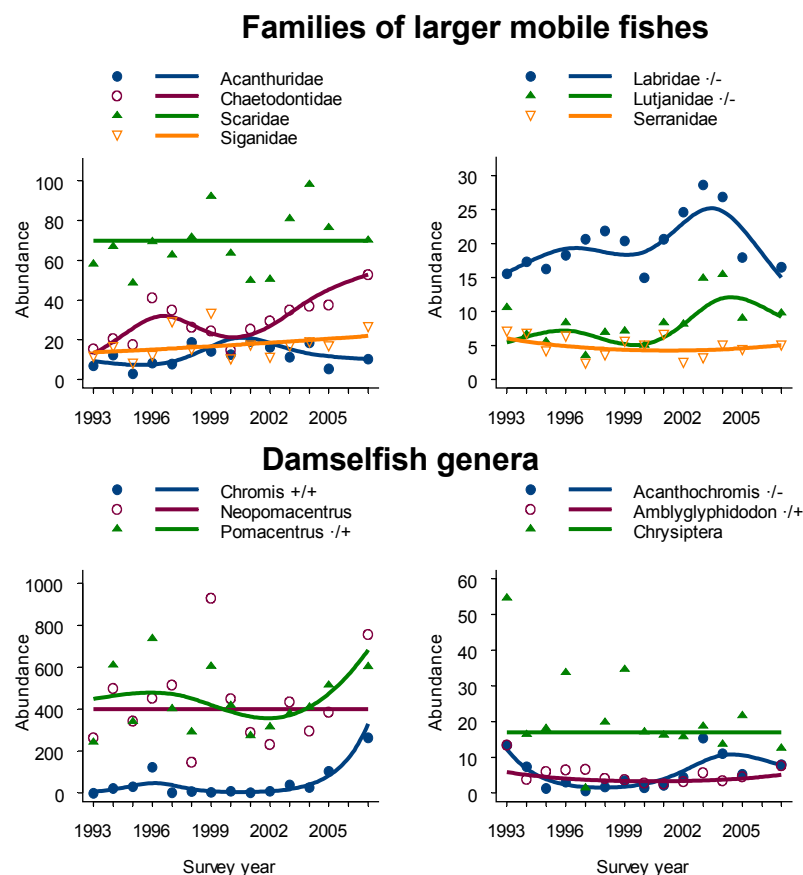 Families of larger mobile fishes
Acanthuridae
Chaetodontidae
Scaridae
Siganidae
Labridae ·/-
Lutjanidae ·/-
Serranidae
Abundance
100
80
60
40
20
0
1993 1996 1999 2002 2005
Abundance
30
25
20
15
10
5
0
1993 1996 1999 2002 2005
Damselfish genera
Chromis +/+
Neopomacentrus
Pomacentrus ·/+
Acanthochromis ·/-
Amblyglyphidodon ·/+
Chrysiptera
Abundance
1000
800
600
400
200
0
1993 1996 1999 2002 2005
Survey year
Abundance
60
50
40
30
20
10
0
1993 1996 1999 2002 2005
Survey year